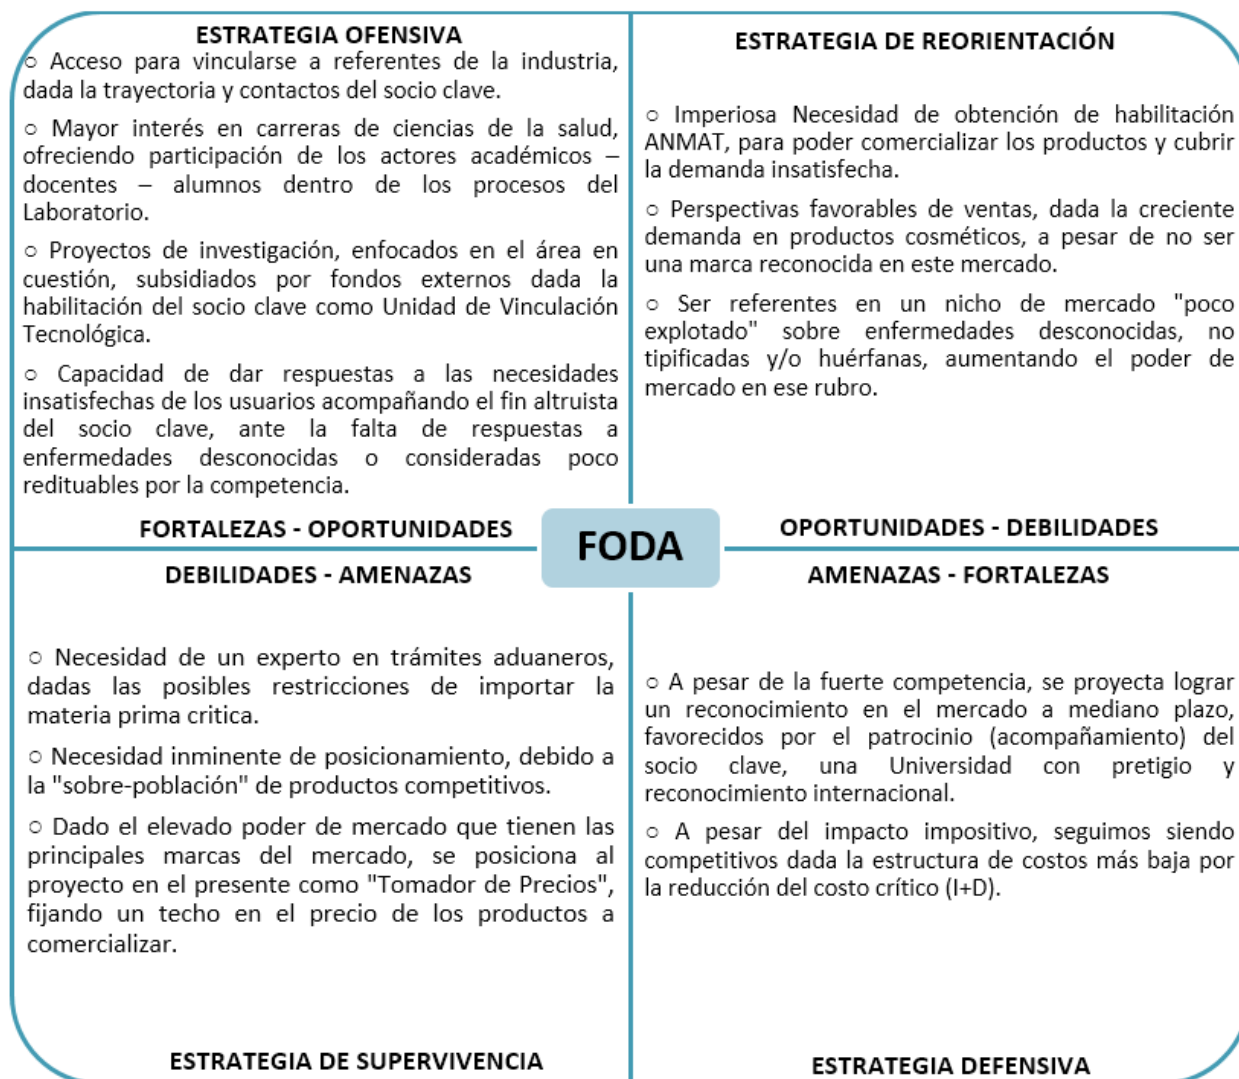 ESTRATEGIA OFENSIVA
○ Acceso para vincularse a referentes de la industria,
dada la trayectoria y contactos del socio clave.
○ Mayor interés en carreras de ciencias de la salud,
ofreciendo participación de los actores académicos –
docentes – alumnos dentro de los procesos del
Laboratorio.
○ Proyectos de investigación, enfocados en el área en
cuestión, subsidiados por fondos externos dada la
habilitación del socio clave como Unidad de Vinculación
Tecnológica.
○ Capacidad de dar respuestas a las necesidades
insatisfechas de los usuarios acompañando el fin altruista
del socio clave, ante la falta de respuestas a
enfermedades desconocidas o consideradas poco
redituables por la competencia.
FORTALEZAS - OPORTUNIDADES
ESTRATEGIA DE REORIENTACIÓN
○ Imperiosa Necesidad de obtención de habilitación
ANMAT, para poder comercializar los productos y cubrir
la demanda insatisfecha.
○ Perspectivas favorables de ventas, dada la creciente
demanda en productos cosméticos, a pesar de no ser
una marca reconocida en este mercado.
○ Ser referentes en un nicho de mercado "poco
explotado" sobre enfermedades desconocidas, no
tipificadas y/o huérfanas, aumentando el poder de
mercado en ese rubro.
OPORTUNIDADES - DEBILIDADES
FODA
DEBILIDADES - AMENAZAS
○ Necesidad de un experto en trámites aduaneros,
dadas las posibles restricciones de importar la
materia prima critica.
○ Necesidad inminente de posicionamiento, debido a
la "sobre-población" de productos competitivos.
○ Dado el elevado poder de mercado que tienen las
principales marcas del mercado, se posiciona al
proyecto en el presente como "Tomador de Precios",
fijando un techo en el precio de los productos a
comercializar.
ESTRATEGIA DE SUPERVIVENCIA
AMENAZAS - FORTALEZAS
○ A pesar de la fuerte competencia, se proyecta lograr
un reconocimiento en el mercado a mediano plazo,
favorecidos por el patrocinio (acompañamiento) del
socio clave, una Universidad con pretigio y
reconocimiento internacional.
○ A pesar del impacto impositivo, seguimos siendo
competitivos dada la estructura de costos más baja por
la reducción del costo crítico (I+D).
ESTRATEGIA DEFENSIVA